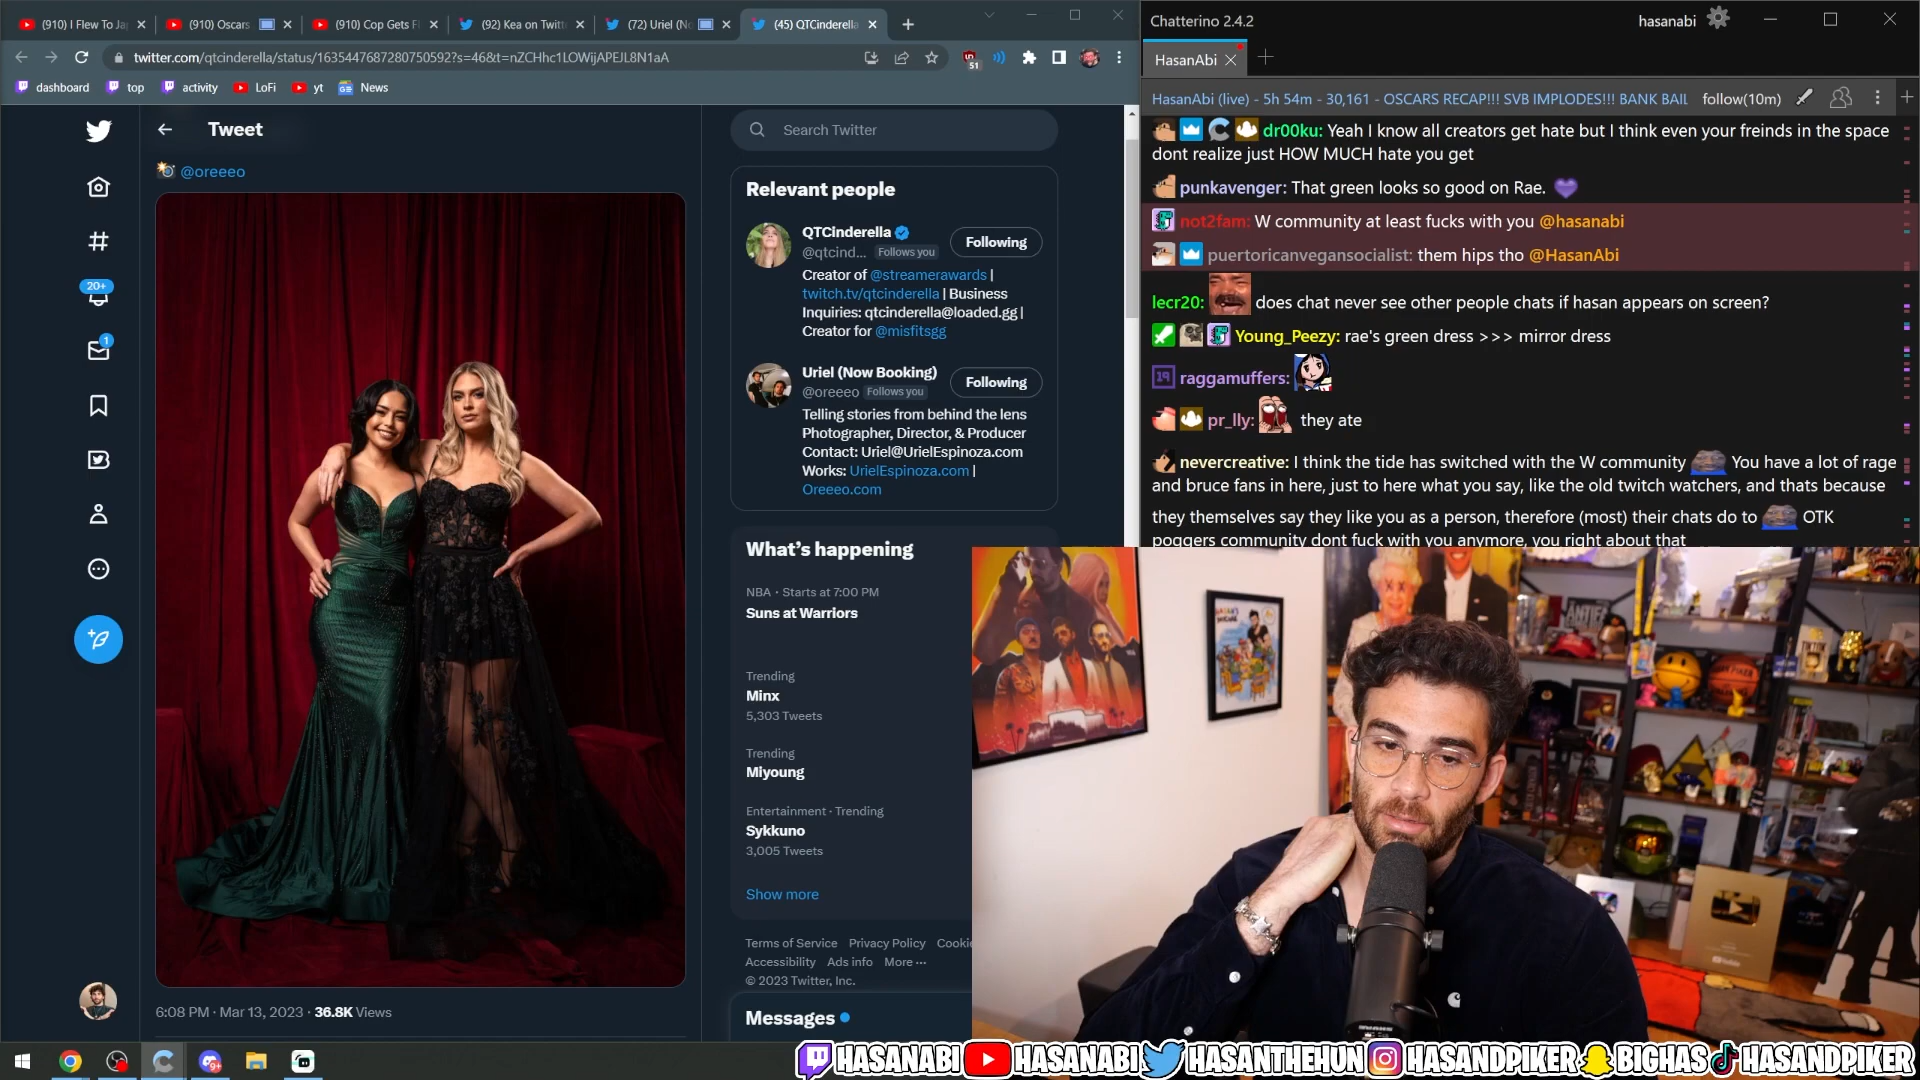 (910) I Flew To Ja
(910) Oscars
(910) Cop Gets F
(92) Kea on Twitt
(72) Uriel (No
(45) QTCinderella
twitter.com/qtcinderella/status/1635447687280750592?s=46&t=nZCHhc1LOWijAPEJL8N1aA
51
dashboard
top
activity
LoFi
yt
News
Tweet
@oreeeo
20+
1
6:08 PM · Mar 13, 2023 · 36.8K Views
Search Twitter
Relevant people
QTCinderella
Following
@qtcind... Follows you
Creator of @streamerawards |
twitch.tv/qtcinderella | Business
Inquiries: qtcinderella@loaded.gg |
Creator for @misfitsgg
Uriel (Now Booking)
Following
@oreeeo Follows you
Telling stories from behind the lens
Photographer, Director, & Producer
Contact: Uriel@UrielEspinoza.com
Works: UrielEspinoza.com |
Oreeeo.com
What's happening
NBA · Starts at 7:00 PM
Suns at Warriors
Trending
Minx
5,303 Tweets
Trending
Miyoung
Entertainment · Trending
Sykkuno
3,005 Tweets
Show more
Terms of Service Privacy Policy Cookie
Accessibility Ads info More ···
© 2023 Twitter, Inc.
Messages
Chatterino 2.4.2
hasanabi
HasanAbi
HasanAbi (live) - 5h 54m - 30,161 - OSCARS RECAP!!! SVB IMPLODES!!! BANK BAIL
follow(10m)
dr00ku: Yeah I know all creators get hate but I think even your freinds in the space
dont realize just HOW MUCH hate you get
punkavenger: That green looks so good on Rae.
not2fam: W community at least fucks with you @hasanabi
puertoricanvegansocialist: them hips tho @HasanAbi
lecr20: does chat never see other people chats if hasan appears on screen?
Young_Peezy: rae's green dress >>> mirror dress
19 raggamuffers:
pr_lly: they ate
nevercreative: I think the tide has switched with the W community You have a lot of rage
and bruce fans in here, just to here what you say, like the old twitch watchers, and thats because
they themselves say they like you as a person, therefore (most) their chats do to OTK
poggers community dont fuck with you anymore, you right about that
ANTIFA
HASANABI
HASANABI
HASANTHEHUN
HASANDPIKER
BIGHAS
HASANDPIKER